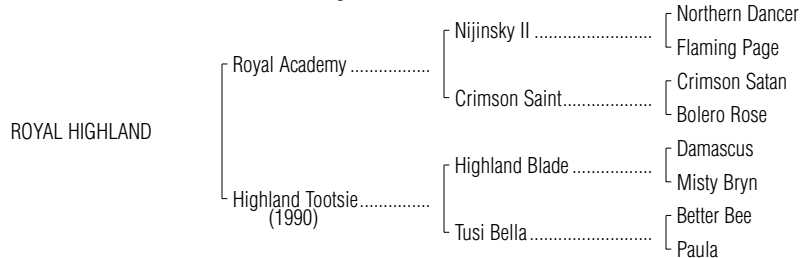 Northern Dancer
Nijinsky II ........................
Flaming Page
Royal Academy .................
Crimson Satan
Crimson Saint..................
Bolero Rose
ROYAL HIGHLAND
Damascus
Highland Blade ................
Misty Bryn
Highland Tootsie...............
(1990)
Better Bee
Tusi Bella.........................
Paula